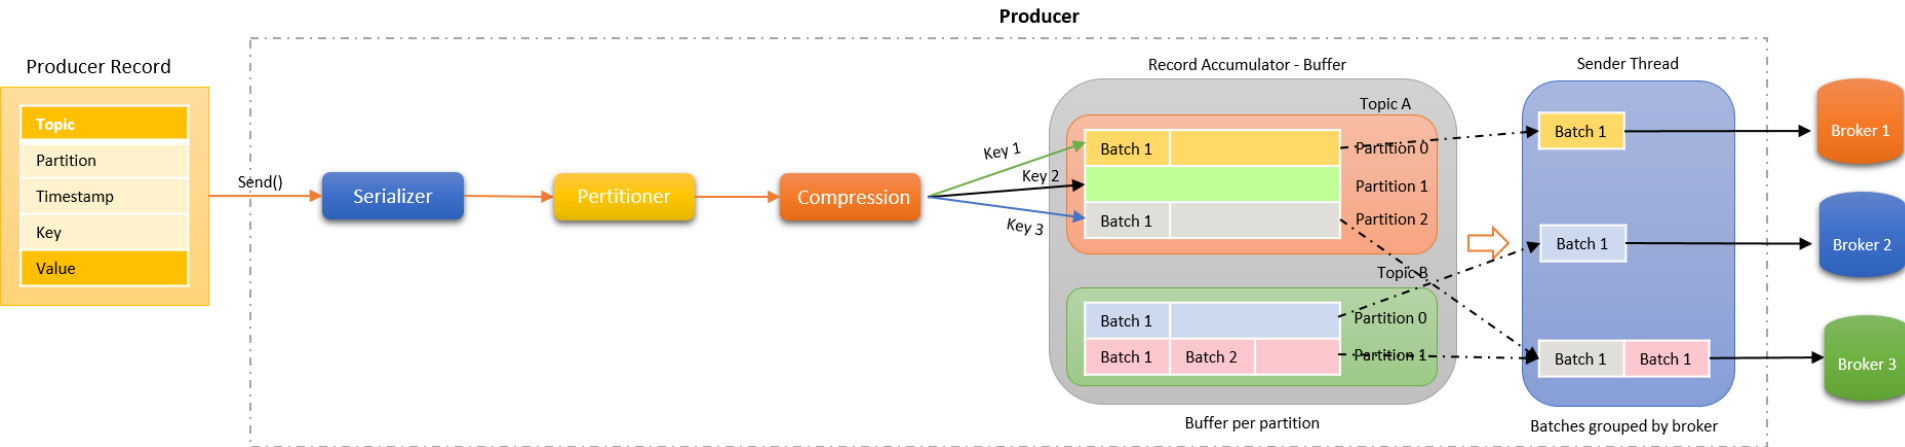 Producer
Producer Record
Topic
Partition
Timestamp
Key
Value
Send()
Serializer
Pertitioner
Compression
Key 1
Key 2
Key 3
Record Accumulator - Buffer
Topic A
Batch 1
Partition 0
Partition 1
Batch 1
Partition 2
Topic B
Batch 1
Partition 0
Batch 1
Batch 2
Partition 1
Buffer per partition
Sender Thread
Batch 1
Batch 1
Batch 1
Batch 1
Batches grouped by broker
Broker 1
Broker 2
Broker 3